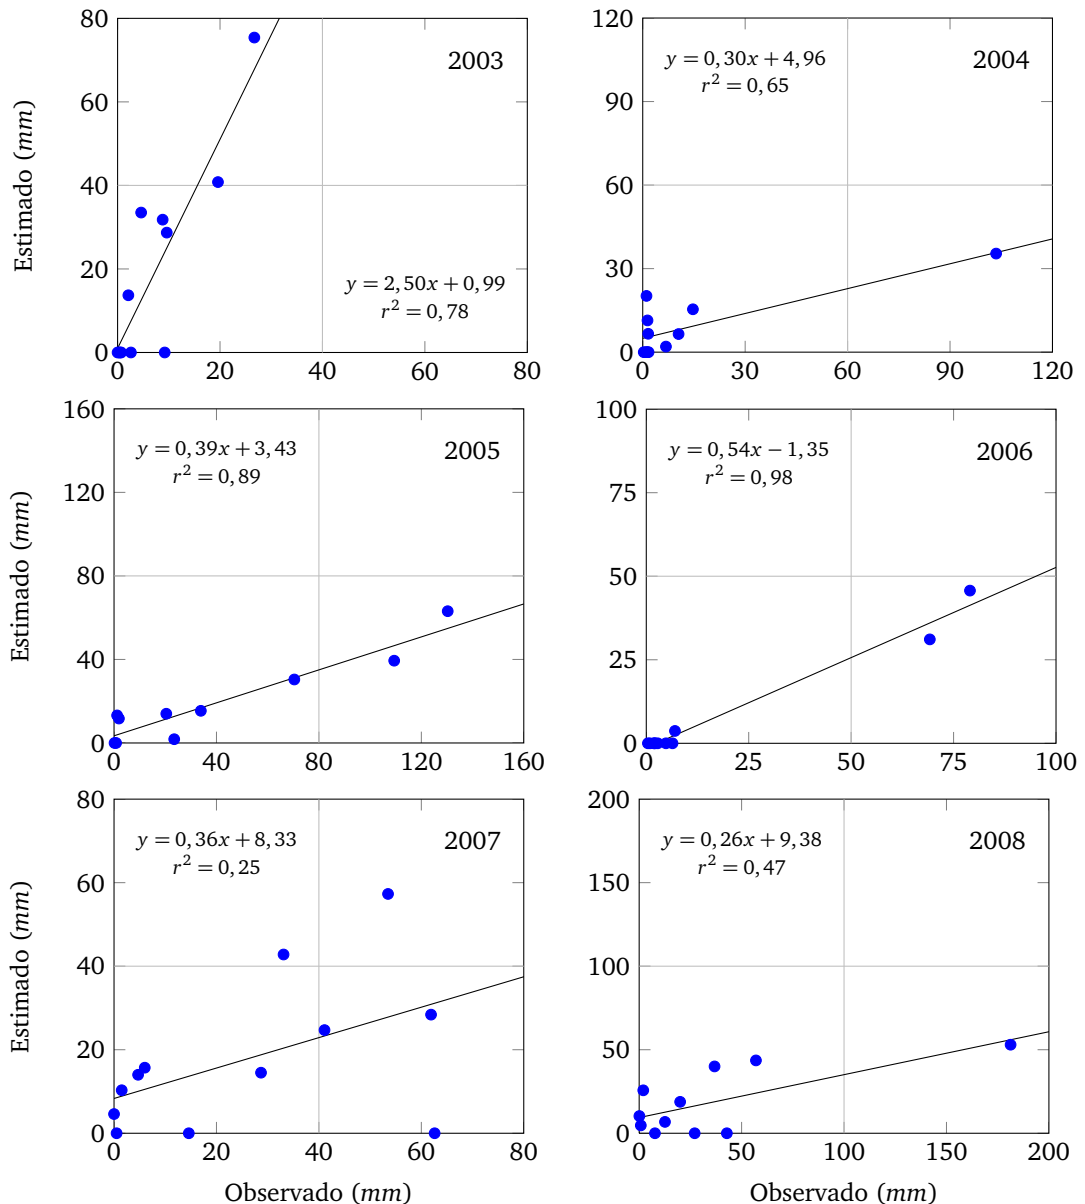 80
60
40
20
0
0 20 40 60 80
Estimado (mm)
2003
y = 2,50x + 0,99
r² = 0,78
120
90
60
30
0
0 30 60 90 120
y = 0,30x + 4,96
r² = 0,65
2004
160
120
80
40
0
0 40 80 120 160
Estimado (mm)
y = 0,39x + 3,43
r² = 0,89
2005
100
75
50
25
0
0 25 50 75 100
y = 0,54x − 1,35
r² = 0,98
2006
80
60
40
20
0
0 20 40 60 80
Estimado (mm)
Observado (mm)
y = 0,36x + 8,33
r² = 0,25
2007
200
150
100
50
0
0 50 100 150 200
Observado (mm)
y = 0,26x + 9,38
r² = 0,47
2008